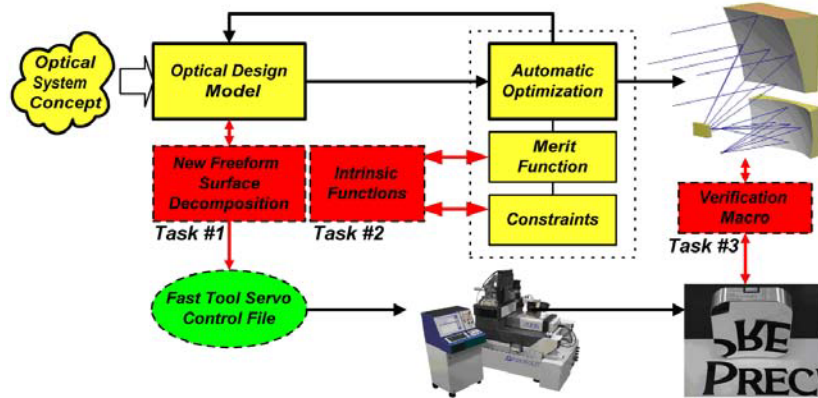 Optical
System
Concept
Optical Design
Model
Automatic
Optimization
New Freeform
Surface
Decomposition
Intrinsic
Functions
Merit
Function
Constraints
Verification
Macro
Task #1
Task #2
Task #3
Fast Tool Servo
Control File
PREC